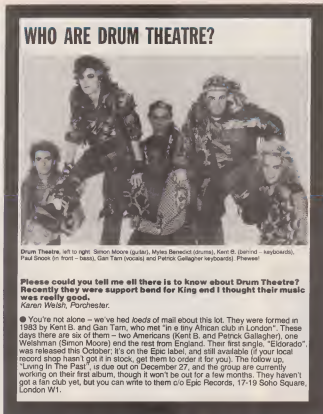 WHO ARE DRUM THEATRE?
Drum Theatre, left to right: Simon Moore (guitar), Myles Benedict (drums), Kent B. (behind – keyboards),
Paul Snook (in front – bass), Gari Tarn (vocals) and Patrick Gallagher keyboards). Phewee!
Please could you tell me all there is to know about Drum Theatre?
Recently they were support band for King and I thought their music
was really good.
Karen Welsh, Porchester.
● You're not alone – we've had loads of mail about this lot. They were formed in
1983 by Kent B. and Gari Tarn, who met "in a tiny African club in London". These
days there are six of them – two Americans (Kent B. and Patrick Gallagher), one
Welshman (Simon Moore) and the rest from England. Their first single, "Eldorado",
was released this October; it's on the Epic label, and still available (if your local
record shop hasn't got it in stock, get them to order it for you). The follow up,
"Living In The Past", is due out on December 27, and the group are currently
working on their first album, though it won't be out for a few months. They haven't
got a fan club yet, but you can write to them c/o Epic Records, 17-19 Soho Square,
London W1.